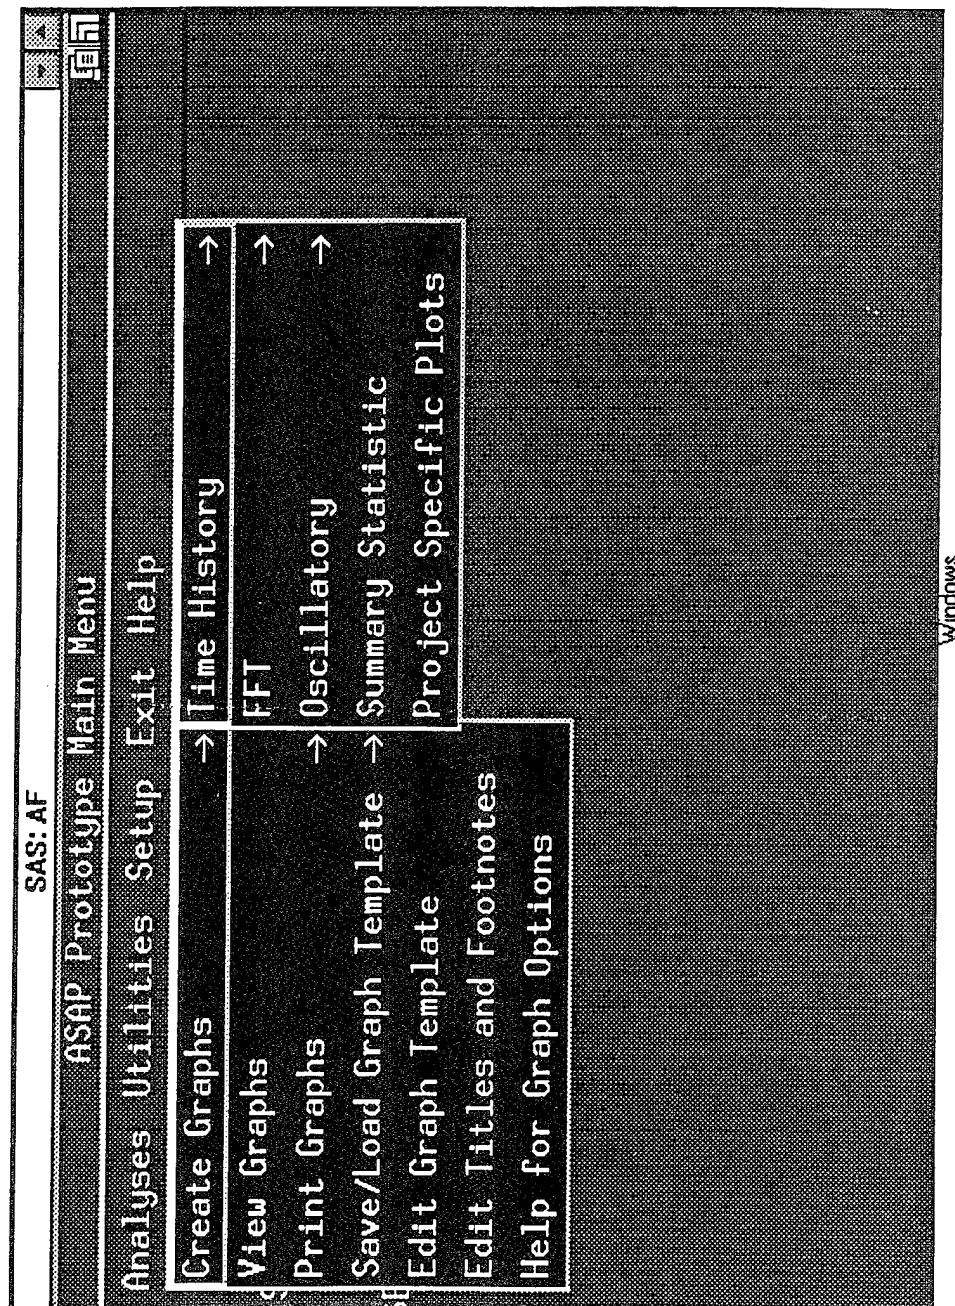 SAS: AF
ASAP Prototype Main Menu
Analyses Utilities Setup Exit Help
Create Graphs →
View Graphs
Print Graphs →
Save/Load Graph Template →
Edit Graph Template
Edit Titles and Footnotes
Help for Graph Options
Time History →
FFT →
Oscillatory →
Summary Statistic
Project Specific Plots
Windows